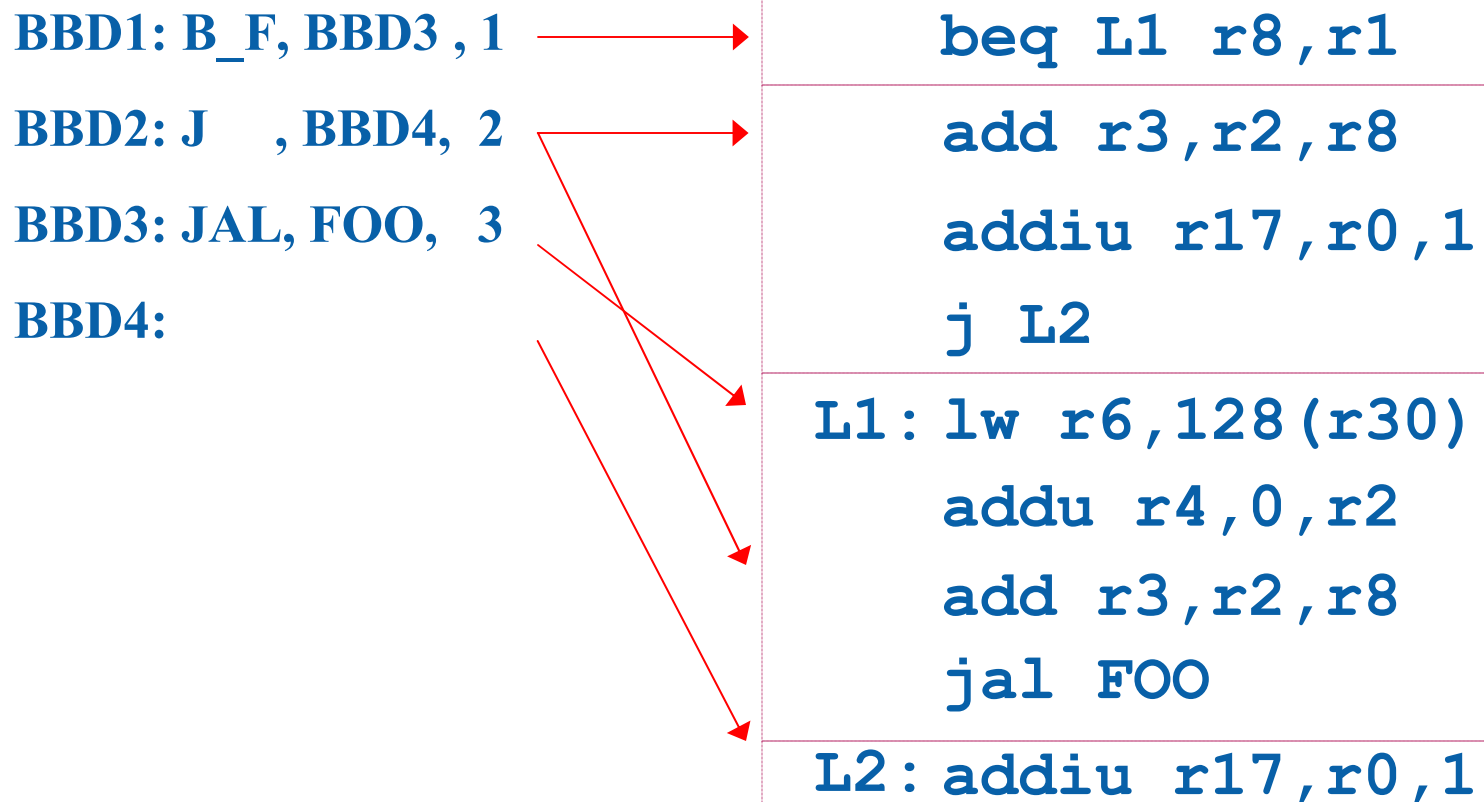 BBD1: B_F, BBD3 , 1
BBD2: J , BBD4, 2
BBD3: JAL, FOO, 3
BBD4:
beq L1 r8,r1
add r3,r2,r8
addiu r17,r0,1
j L2
L1: lw r6,128(r30)
addu r4,0,r2
add r3,r2,r8
jal FOO
L2: addiu r17,r0,1